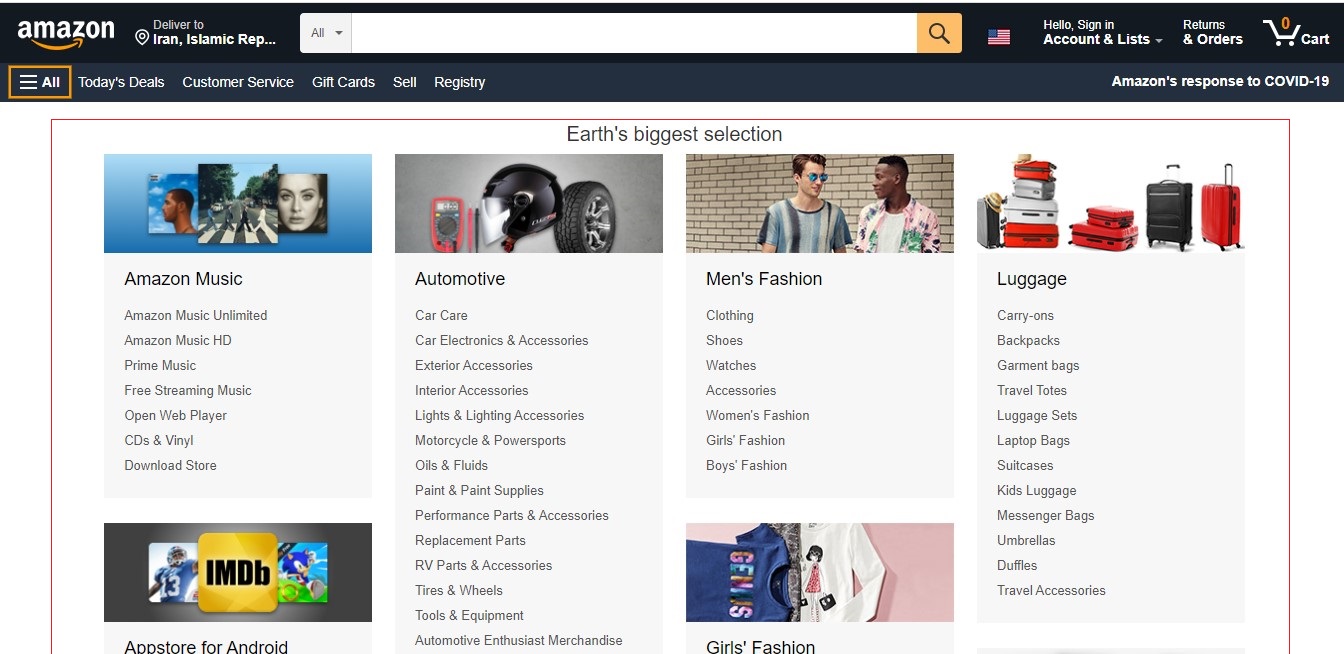 amazon
Deliver to
Iran, Islamic Rep...
All
Hello, Sign in
Account & Lists
Returns
& Orders
0
Cart
All
Today's Deals
Customer Service
Gift Cards
Sell
Registry
Amazon's response to COVID-19
Earth's biggest selection
Amazon Music
Amazon Music Unlimited
Amazon Music HD
Prime Music
Free Streaming Music
Open Web Player
CDs & Vinyl
Download Store
IMDb
Appstore for Android
Automotive
Car Care
Car Electronics & Accessories
Exterior Accessories
Interior Accessories
Lights & Lighting Accessories
Motorcycle & Powersports
Oils & Fluids
Paint & Paint Supplies
Performance Parts & Accessories
Replacement Parts
RV Parts & Accessories
Tires & Wheels
Tools & Equipment
Automotive Enthusiast Merchandise
Men's Fashion
Clothing
Shoes
Watches
Accessories
Women's Fashion
Girls' Fashion
Boys' Fashion
GENIUS
Girls' Fashion
Luggage
Carry-ons
Backpacks
Garment bags
Travel Totes
Luggage Sets
Laptop Bags
Suitcases
Kids Luggage
Messenger Bags
Umbrellas
Duffles
Travel Accessories